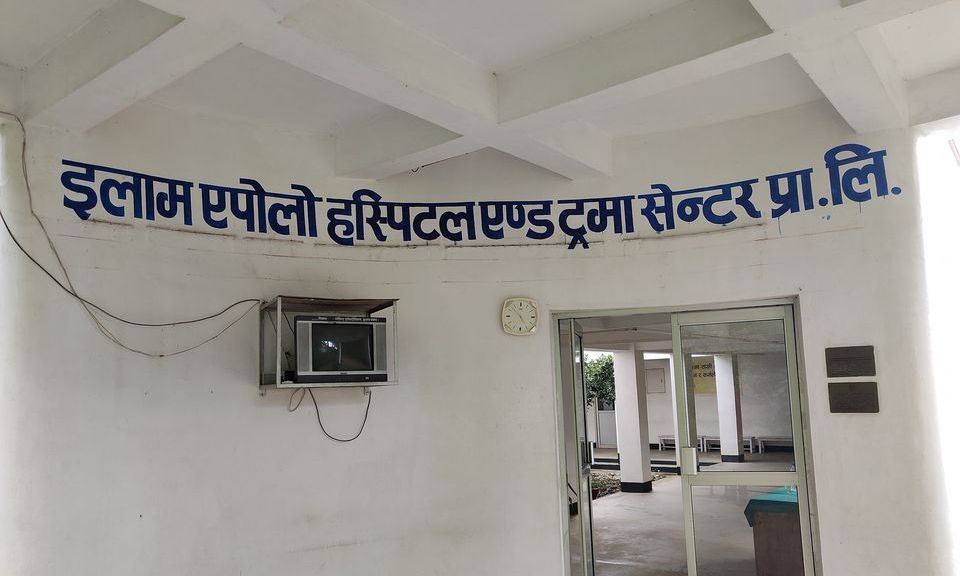 इलाम एपोलो हस्पिटल एण्ड ट्रमा सेन्टर प्रा.लि.